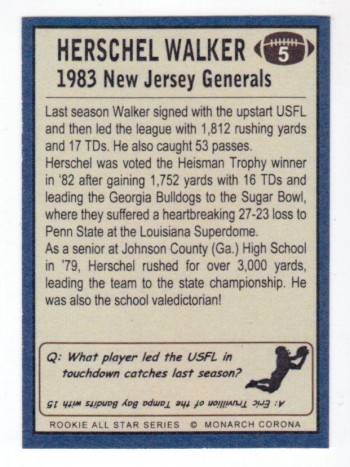 HERSCHEL WALKER
5
1983 New Jersey Generals
Last season Walker signed with the upstart USFL
and then led the league with 1,812 rushing yards
and 17 TDs. He also caught 53 passes.
Herschel was voted the Heisman Trophy winner
in '82 after gaining 1,752 yards with 16 TDs and
leading the Georgia Bulldogs to the Sugar Bowl,
where they suffered a heartbreaking 27-23 loss to
Penn State at the Louisiana Superdome.
As a senior at Johnson County (Ga.) High School
in '79, Herschel rushed for over 3,000 yards,
leading the team to the state championship. He
was also the school valedictorian!
Q: What player led the USFL in
touchdown catches last season?
A: Eric Truvillion of the Tampa Bay Bandits with 15
ROOKIE ALL STAR SERIES © MONARCH CORONA